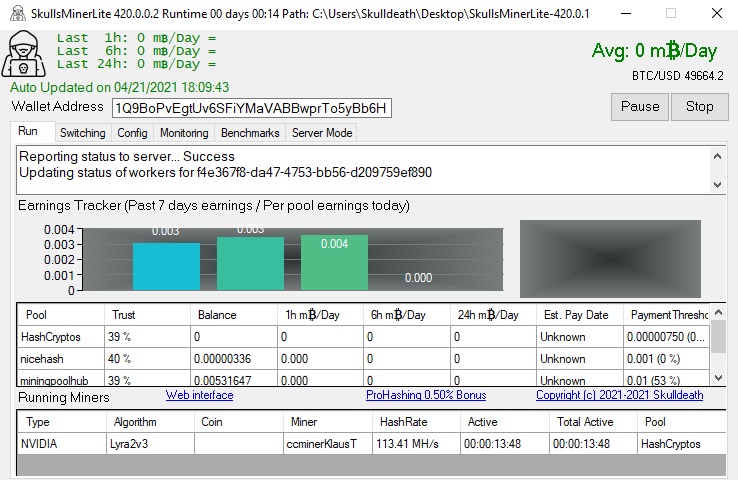 SkullsMinerLite 420.0.0.2 Runtime 00 days 00:14 Path: C:\Users\Skulldeath\Desktop\SkullsMinerLite-420.0.1
Last 1h: 0 m₿/Day =
Last 6h: 0 m₿/Day =
Last 24h: 0 m₿/Day =
Avg: 0 m₿/Day
BTC/USD 49664.2
Auto Updated on 04/21/2021 18:09:43
Wallet Address 1Q9BoPvEgtUv6SFiYMaVABBwprTo5yBb6H
Pause Stop
Run Switching Config Monitoring Benchmarks Server Mode
Reporting status to server... Success
Updating status of workers for f4e367f8-da47-4753-bb56-d209759ef890
Earnings Tracker (Past 7 days earnings / Per pool earnings today)
0.004
0.003
0.002
0.001
0
0.003 0.003 0.004 0.000
Pool Trust Balance 1h m₿/Day 6h m₿/Day 24h m₿/Day Est. Pay Date PaymentThresho
HashCryptos 39 % 0 0 0 0 Unknown 0.00000750 (0...
nicehash 40 % 0.00000336 0.000 0 0 Unknown 0.001 (0 %)
miningpoolhub 39 % 0.00531647 0.000 0 0 Unknown 0.01 (53 %)
Running Miners Web interface ProHashing 0.50% Bonus Copyright (c) 2021-2021 Skulldeath
Type Algorithm Coin Miner HashRate Active Total Active Pool
NVIDIA Lyra2v3 ccminerKlausT 113.41 MH/s 00:00:13:48 00:00:13:48 HashCryptos